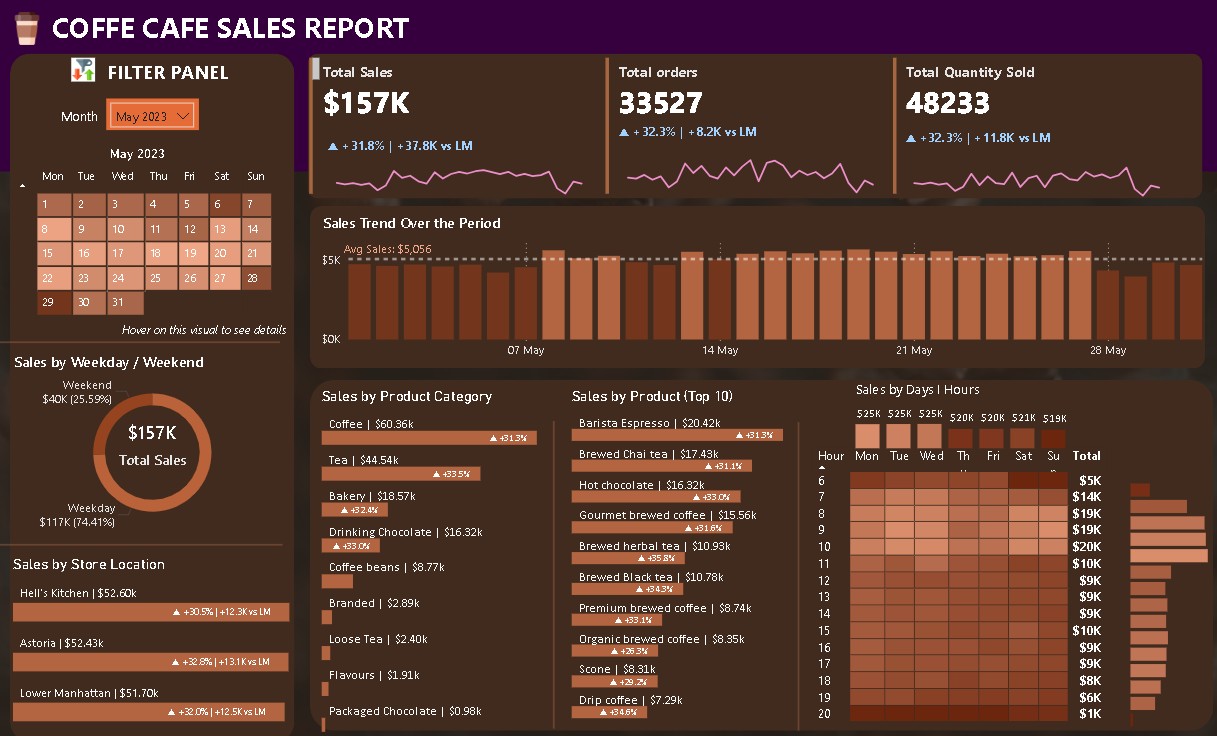 COFFE CAFE SALES REPORT
FILTER PANEL
Month
May 2023
May 2023
Mon Tue Wed Thu Fri Sat Sun
1 2 3 4 5 6 7
8 9 10 11 12 13 14
15 16 17 18 19 20 21
22 23 24 25 26 27 28
29 30 31
Hover on this visual to see details
Sales by Weekday / Weekend
Weekend
$40K (25.59%)
$157K
Total Sales
Weekday
$117K (74.41%)
Sales by Store Location
Hell's Kitchen | $52.60k
▲ +30.5% | +12.3K vs LM
Astoria | $52.43k
▲ +32.8% | +13.1K vs LM
Lower Manhattan | $51.70k
▲ +32.0% | +12.5K vs LM
Total Sales
$157K
▲ + 31.8% | +37.8K vs LM
Total orders
33527
▲ + 32.3% | +8.2K vs LM
Total Quantity Sold
48233
▲ +32.3% | + 11.8K vs LM
Sales Trend Over the Period
Avg Sales: $5,056
$5K
$0K
07 May 14 May 21 May 28 May
Sales by Product Category
Coffee | $60.36k
▲ +31.3%
Tea | $44.54k
▲ +33.5%
Bakery | $18.57k
▲ +32.4%
Drinking Chocolate | $16.32k
▲ +33.0%
Coffee beans | $8.77k
Branded | $2.89k
Loose Tea | $2.40k
Flavours | $1.91k
Packaged Chocolate | $0.98k
Sales by Product (Top 10)
Barista Espresso | $20.42k
▲ +31.3%
Brewed Chai tea | $17.43k
▲ +31.1%
Hot chocolate | $16.32k
▲ +33.0%
Gourmet brewed coffee | $15.56k
▲ +31.6%
Brewed herbal tea | $10.93k
▲ +35.8%
Brewed Black tea | $10.78k
▲ +34.3%
Premium brewed coffee | $8.74k
▲ +33.1%
Organic brewed coffee | $8.35k
▲ +26.3%
Scone | $8.31k
▲ +29.2%
Drip coffee | $7.29k
▲ +34.6%
Sales by Days | Hours
$25K $25K $25K $20K $20K $21K $19K
Hour Mon Tue Wed Th Fri Sat Su Total
6 $5K
7 $14K
8 $19K
9 $19K
10 $20K
11 $10K
12 $9K
13 $9K
14 $9K
15 $10K
16 $9K
17 $9K
18 $8K
19 $6K
20 $1K